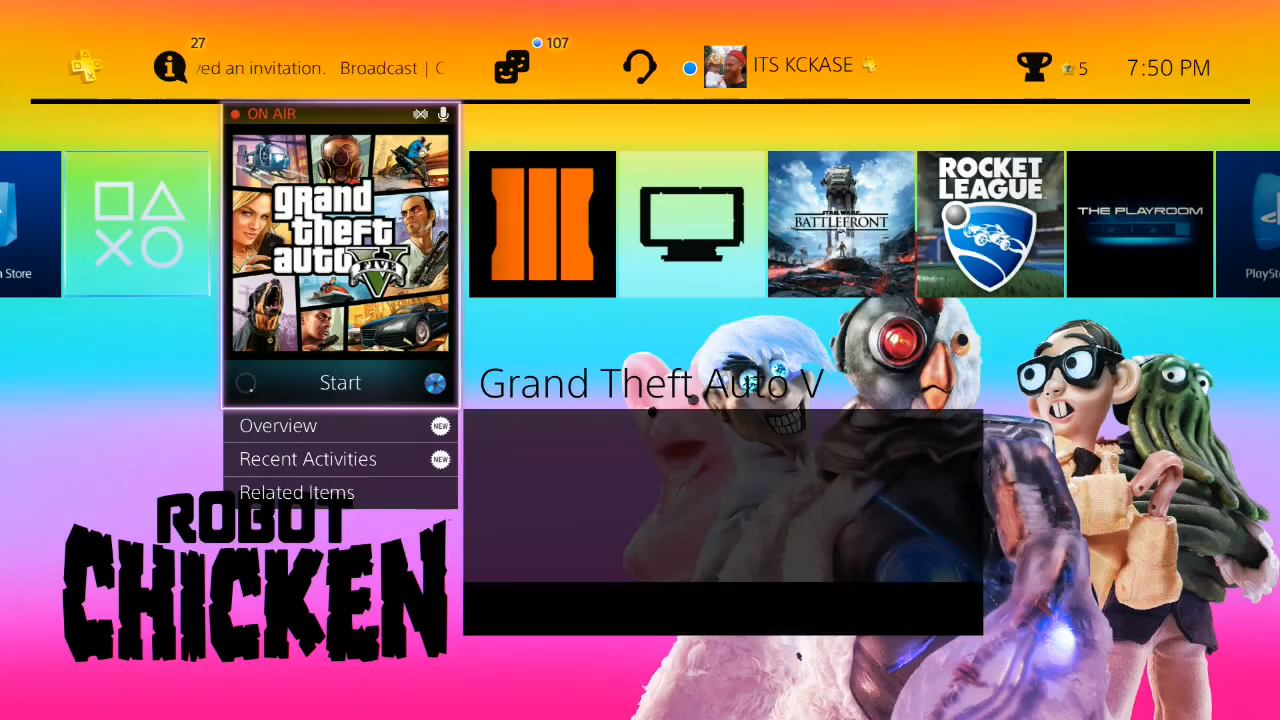 27
107
ved an invitation. Broadcast | C
ITS KCKASE
5
7:50 PM
ON AIR
grand
theft
auto
V
FIVE
STAR WARS
BATTLEFRONT
ROCKET
LEAGUE
THE PLAYROOM
n Store
PlaySt
Start
Grand Theft Auto V
Overview
NEW
Recent Activities
NEW
Related Items
ROBOT
CHICKEN